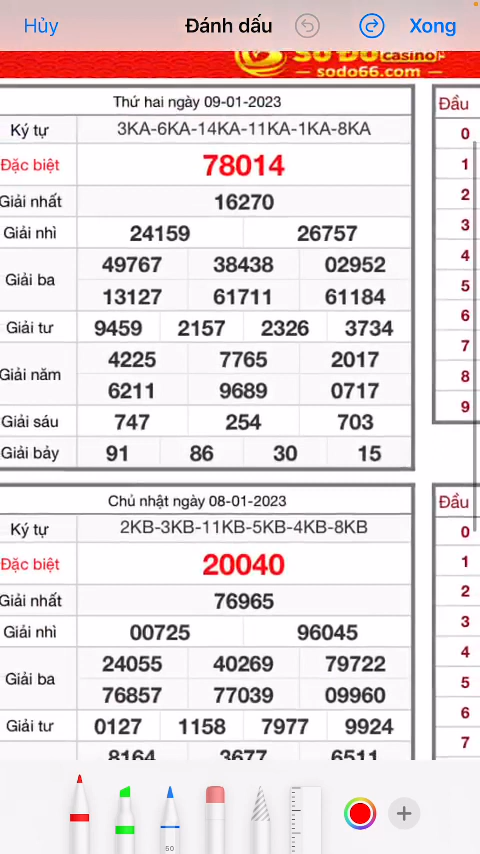 Hủy Đánh dấu Xong
SODO casino
sodo66.com
Thứ hai ngày 09-01-2023
Ký tự 3KA-6KA-14KA-11KA-1KA-8KA
Đặc biệt 78014
Giải nhất 16270
Giải nhì 24159 26757
Giải ba 49767 38438 02952
13127 61711 61184
Giải tư 9459 2157 2326 3734
Giải năm 4225 7765 2017
6211 9689 0717
Giải sáu 747 254 703
Giải bảy 91 86 30 15
Đầu
0
1
2
3
4
5
6
7
8
9
Chủ nhật ngày 08-01-2023
Ký tự 2KB-3KB-11KB-5KB-4KB-8KB
Đặc biệt 20040
Giải nhất 76965
Giải nhì 00725 96045
Giải ba 24055 40269 79722
76857 77039 09960
Giải tư 0127 1158 7977 9924
8164 3677 6511
Đầu
0
1
2
3
4
5
6
7
50